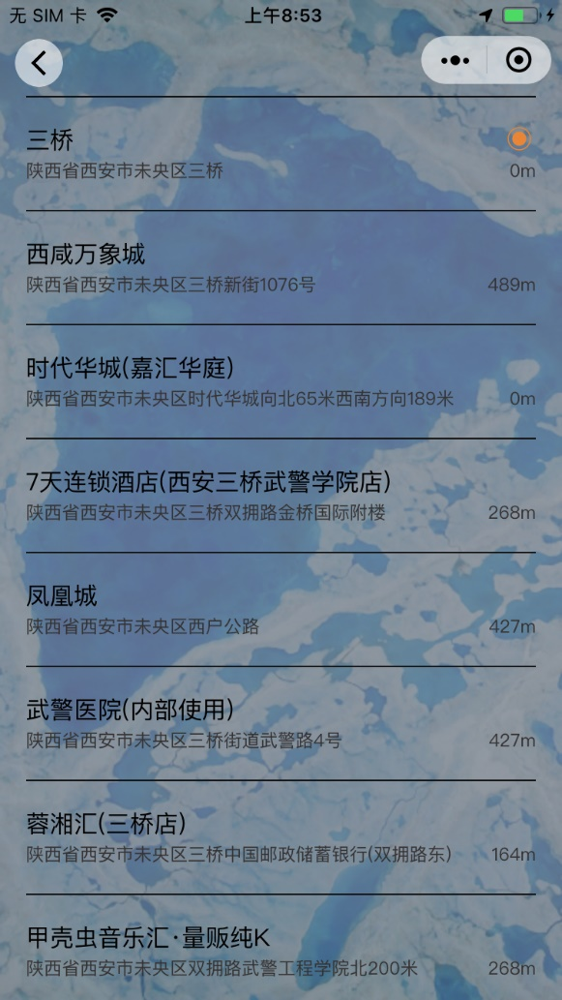 无 SIM 卡 上午8:53
三桥
陕西省西安市未央区三桥 0m
西咸万象城
陕西省西安市未央区三桥新街1076号 489m
时代华城(嘉汇华庭)
陕西省西安市未央区时代华城向北65米西南方向189米 0m
7天连锁酒店(西安三桥武警学院店)
陕西省西安市未央区三桥双拥路金桥国际附楼 268m
凤凰城
陕西省西安市未央区西户公路 427m
武警医院(内部使用)
陕西省西安市未央区三桥街道武警路4号 427m
蓉湘汇(三桥店)
陕西省西安市未央区三桥中国邮政储蓄银行(双拥路东) 164m
甲壳虫音乐汇·量贩纯K
陕西省西安市未央区双拥路武警工程学院北200米 268m